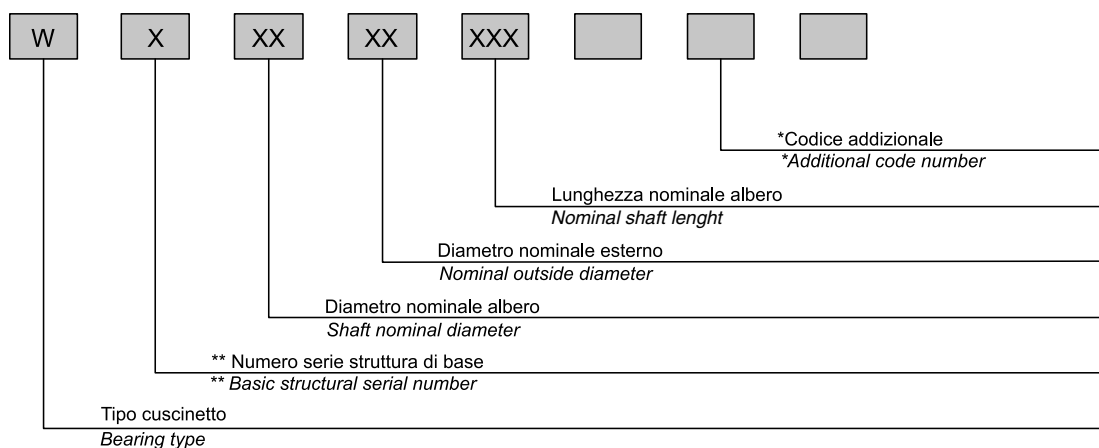 W X XX XX XXX
*Codice addizionale
*Additional code number
Lunghezza nominale albero
Nominal shaft lenght
Diametro nominale esterno
Nominal outside diameter
Diametro nominale albero
Shaft nominal diameter
** Numero serie struttura di base
** Basic structural serial number
Tipo cuscinetto
Bearing type